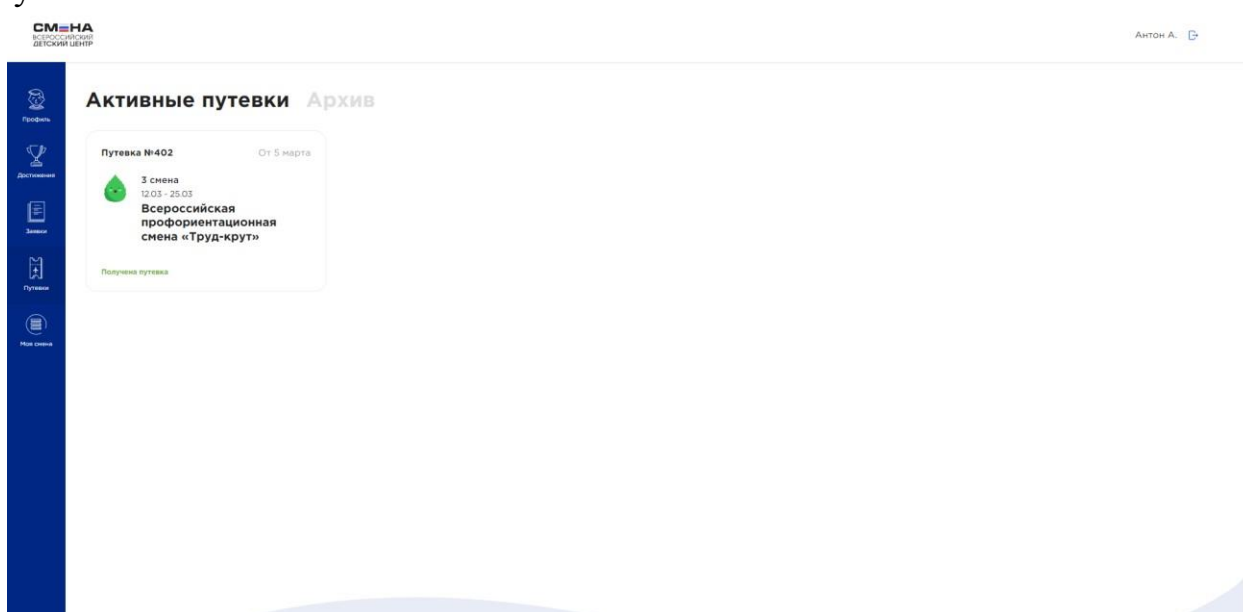 СМЕНА
ВСЕРОССИЙСКИЙ
ДЕТСКИЙ ЦЕНТР
Антон А.
Профиль
Достижения
Заявки
Путевки
Моя смена
Активные путевки Архив
Путевка №402 От 5 марта
3 смена
12.03 - 25.03
Всероссийская
профориентационная
смена «Труд-крут»
Получена путевка